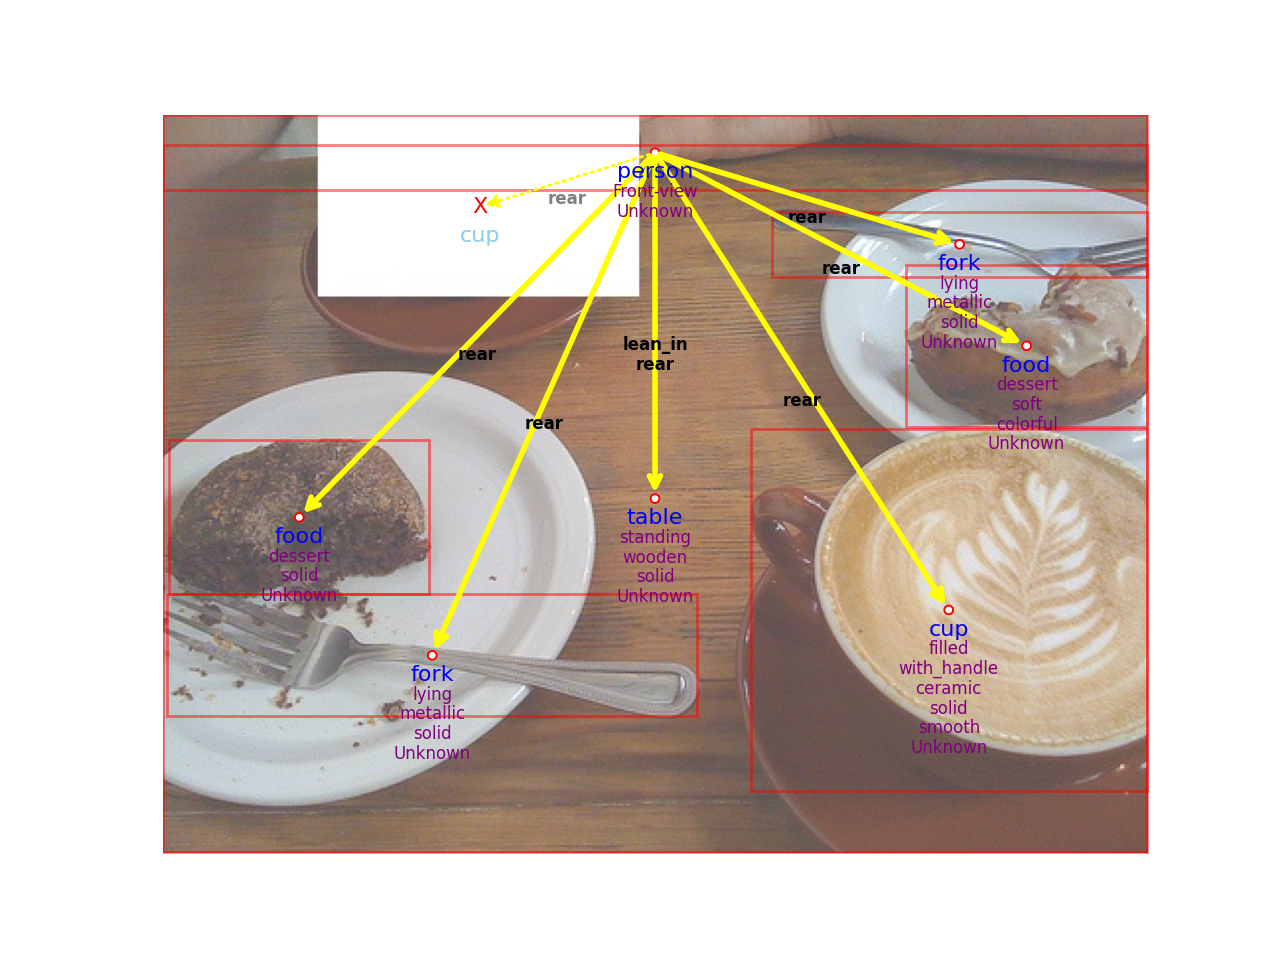 person
Front-view
Unknown
rear
X
cup
rear
fork
lying
metallic
solid
Unknown
rear
food
dessert
soft
colorful
Unknown
rear
lean_in
rear
rear
rear
food
dessert
solid
Unknown
table
standing
wooden
solid
Unknown
fork
lying
metallic
solid
Unknown
cup
filled
with_handle
ceramic
solid
smooth
Unknown